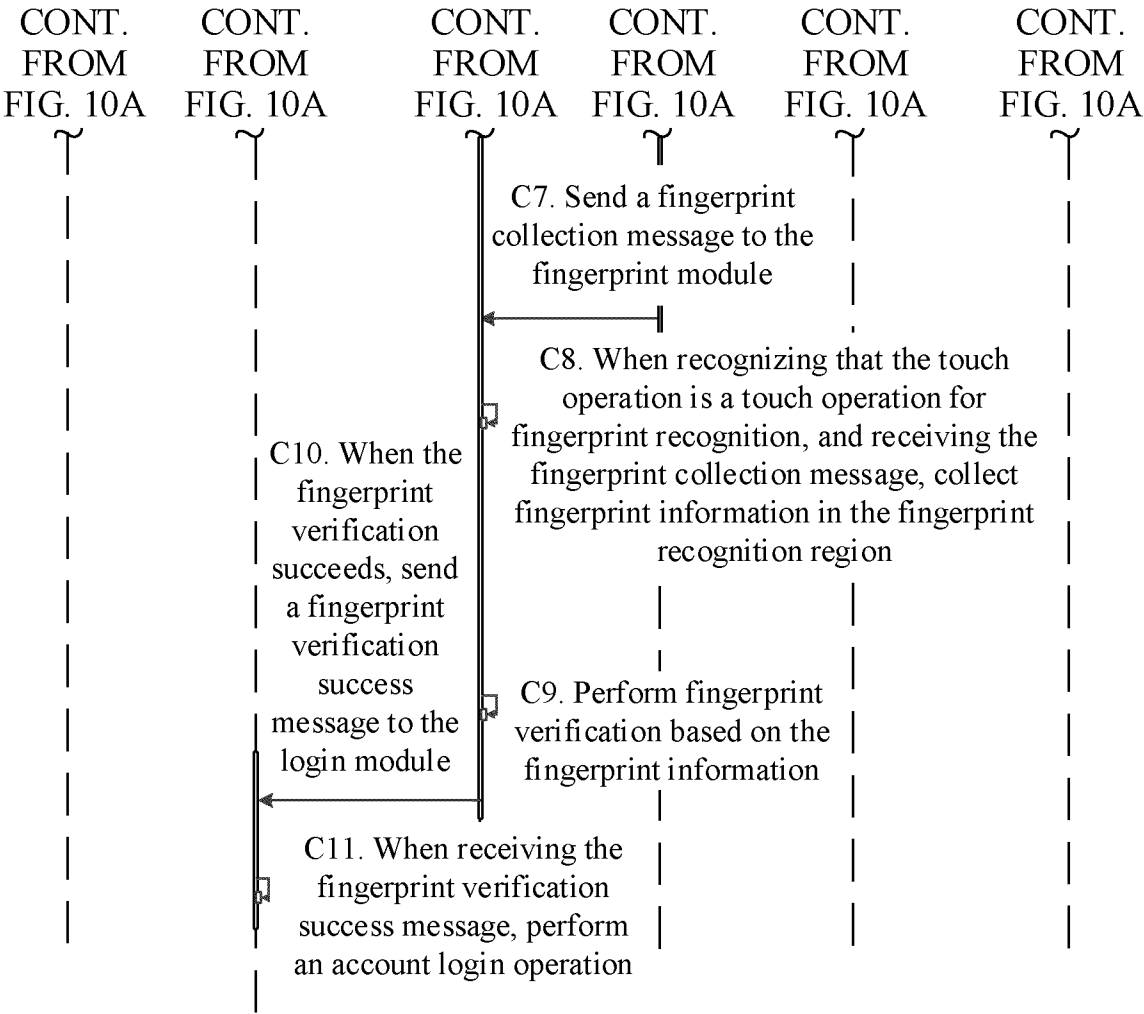 CONT.
FROM
FIG. 10A
CONT.
FROM
FIG. 10A
CONT.
FROM
FIG. 10A
CONT.
FROM
FIG. 10A
CONT.
FROM
FIG. 10A
CONT.
FROM
FIG. 10A
C7. Send a fingerprint
collection message to the
fingerprint module
C8. When recognizing that the touch
operation is a touch operation for
fingerprint recognition, and receiving the
fingerprint collection message, collect
fingerprint information in the fingerprint
recognition region
C9. Perform fingerprint
verification based on the
fingerprint information
C10. When the
fingerprint
verification
succeeds, send
a fingerprint
verification
success
message to the
login module
C11. When receiving the
fingerprint verification
success message, perform
an account login operation